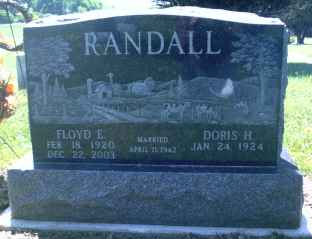 RANDALL
FLOYD E.
FEB. 18, 1920
DEC. 22, 2003
MARRIED
APRIL 11, 1942
DORIS H.
JAN. 24, 1924